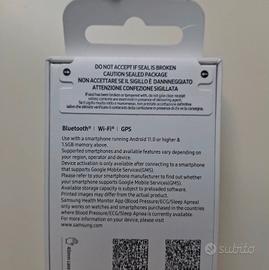 DO NOT ACCEPT IF SEAL IS BROKEN
CAUTION SEALED PACKAGE
NON ACCETTARE SE IL SIGILLO È DANNNEGGIATO
ATTENZIONE CONFEZIONE SIGILLATA
Bluetooth® | Wi-Fi® | GPS
Use with a smartphone running Android 11.0 or higher &
1.5GB memory above.
Supported smartphones and available features may vary depending on your
region, operator and device.
Device activation is only available after connecting to a smartphone
that supports Google Mobile Services(GMS).
Please refer to your smartphone manufacturer to find out whether
your smartphone supports Google Mobile Services(GMS).
Available storage capacity is subject to preloaded software.
Printed images may differ from the actual product.
Samsung Health Monitor App (Blood Pressure/ECG/Sleep Apnea)
only works on watches and smartphones purchased in the countries
where Blood Pressure/ECG/Sleep Apnea is currently available.
www.samsung.com
subito